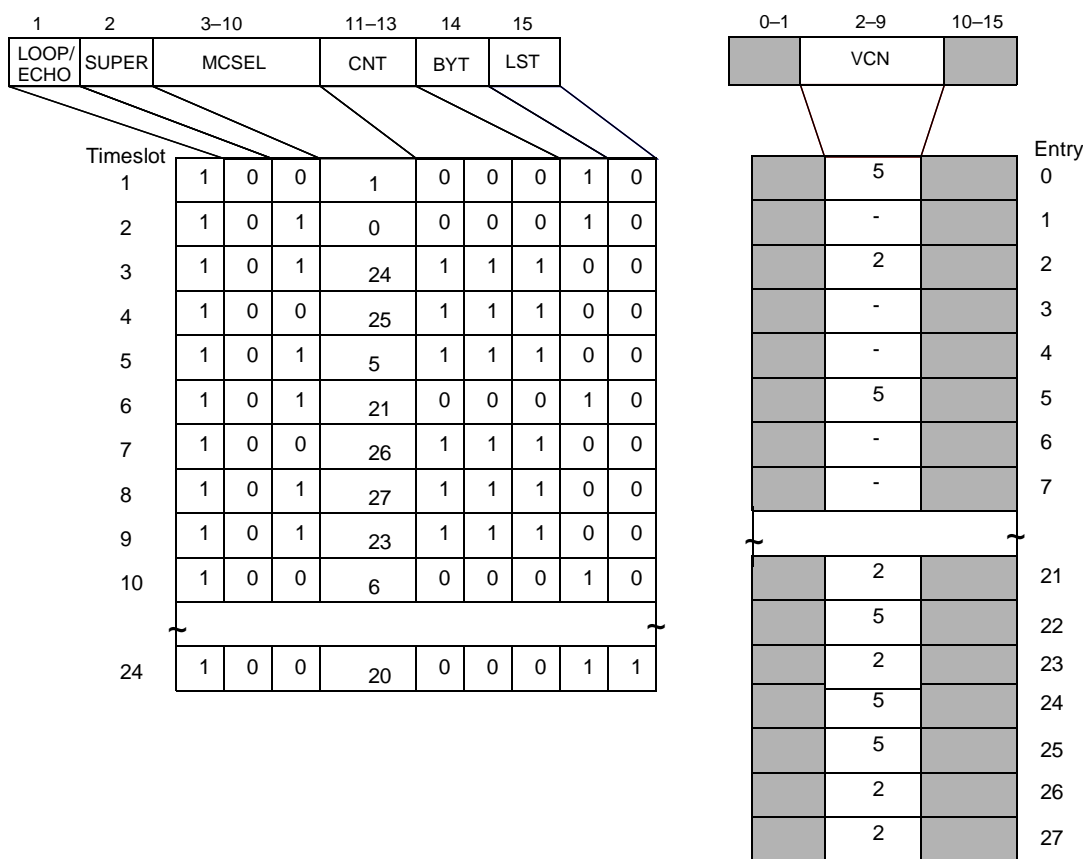 1 2 3–10 11–13 14 15
LOOP/
ECHO SUPER MCSEL CNT BYT LST
Timeslot
1 1 0 0 1 0 0 0 1 0
2 1 0 1 0 0 0 0 1 0
3 1 0 1 24 1 1 1 0 0
4 1 0 0 25 1 1 1 0 0
5 1 0 1 5 1 1 1 0 0
6 1 0 1 21 0 0 0 1 0
7 1 0 0 26 1 1 1 0 0
8 1 0 1 27 1 1 1 0 0
9 1 0 1 23 1 1 1 0 0
10 1 0 0 6 0 0 0 1 0
~ ~
24 1 0 0 20 0 0 0 1 1
0–1 2–9 10–15
VCN
Entry
5 0
- 1
2 2
- 3
- 4
5 5
- 6
- 7
~ ~
2 21
5 22
2 23
5 24
5 25
2 26
2 27